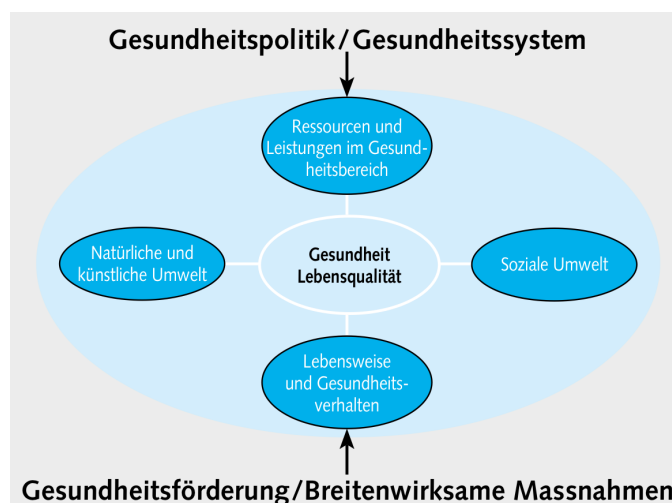 Gesundheitspolitik/Gesundheitssystem
Ressourcen und
Leistungen im Gesund-
heitsbereich
Natürliche und
künstliche Umwelt
Gesundheit
Lebensqualität
Soziale Umwelt
Lebensweise
und Gesundheits-
verhalten
Gesundheitsförderung/Breitenwirksame Massnahmen